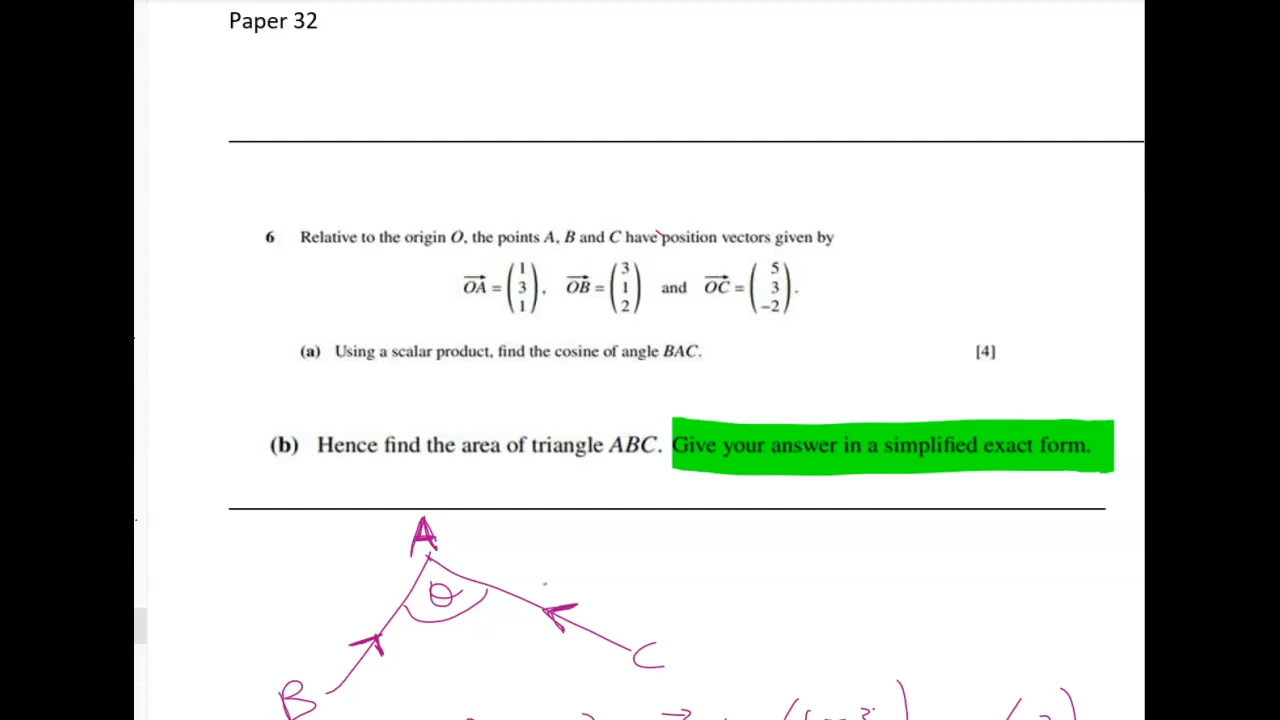 Paper 32
6 Relative to the origin O, the points A, B and C have position vectors given by
OA = (1 3 1), OB = (3 1 2) and OC = (5 3 −2).
(a) Using a scalar product, find the cosine of angle BAC. [4]
(b) Hence find the area of triangle ABC. Give your answer in a simplified exact form.
A
θ
C
B